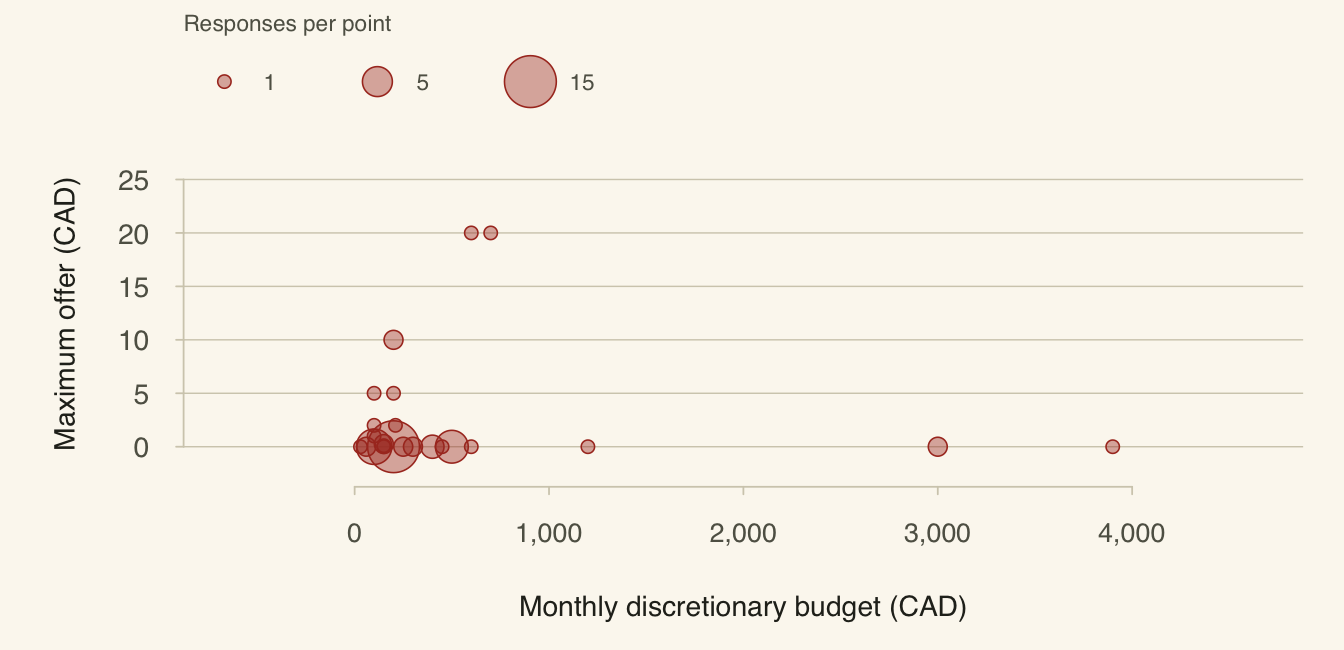 Responses per point
1 5 15
Maximum offer (CAD)
25
20
15
10
5
0
0 1,000 2,000 3,000 4,000
Monthly discretionary budget (CAD)